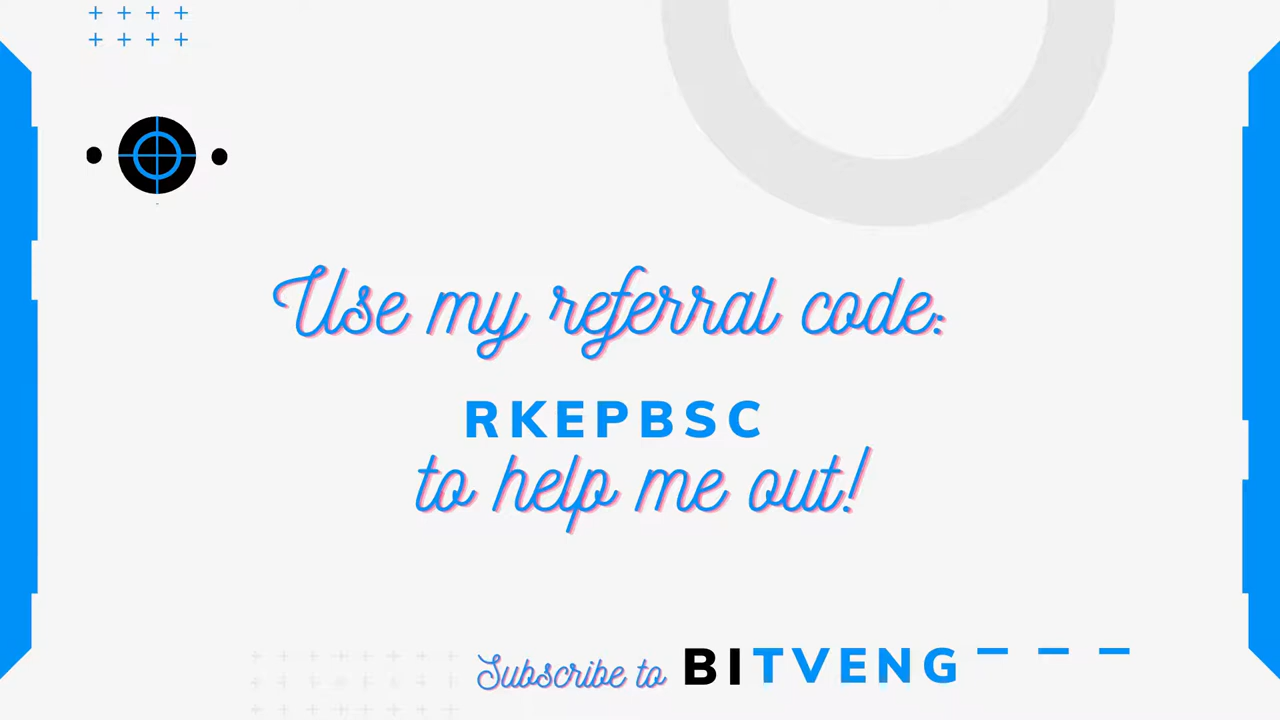 Use my referral code:
RKEPBSC
to help me out!
Subscribe to BITVENG